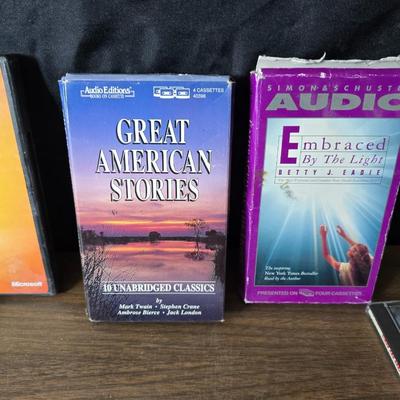 Microsoft
Audio Editions
BOOKS ON CASSETTE
4 CASSETTES
GREAT
AMERICAN
STORIES
10 UNABRIDGED CLASSICS
by
Mark Twain • Stephen Crane
Ambrose Bierce • Jack London
SIMON & SCHUSTE
AUDIO
Embraced
By The Light
BETTY J. EADIE
The inspiring
New York Times Bestseller
Read by the Author
PRESENTED ON FOUR CASSETTES